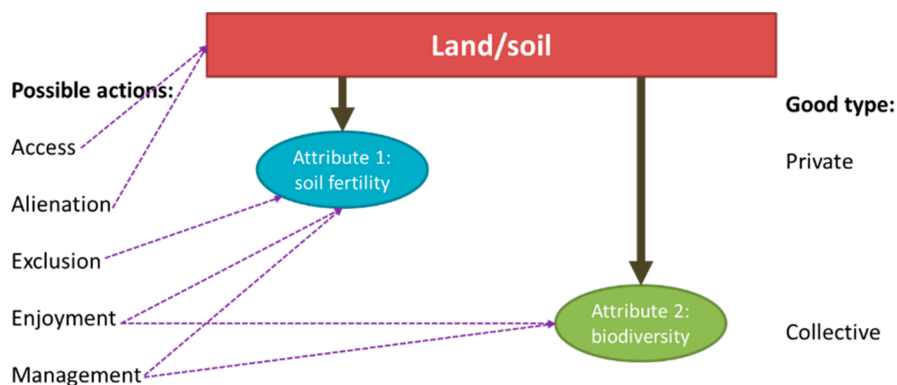 Land/soil
Possible actions:
Good type:
Access
Attribute 1:
soil fertility
Private
Alienation
Exclusion
Enjoyment
Attribute 2:
biodiversity
Collective
Management